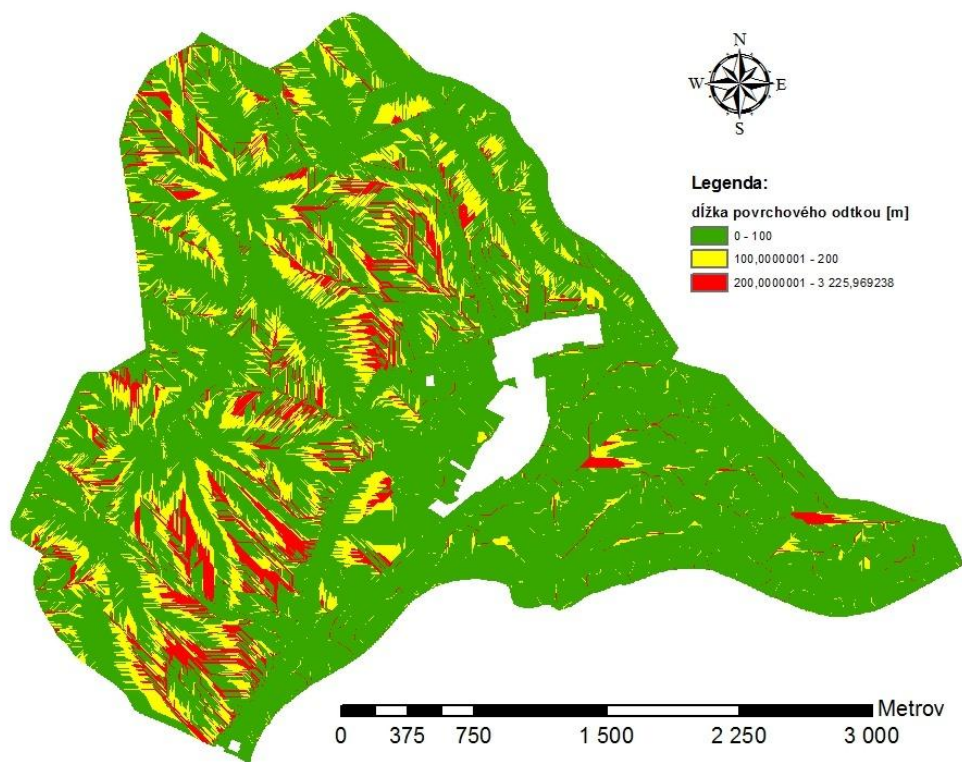 N
W E
S
Legenda:
dĺžka povrchového odtkou [m]
0 - 100
100,0000001 - 200
200,0000001 - 3 225,969238
Metrov
0 375 750 1 500 2 250 3 000